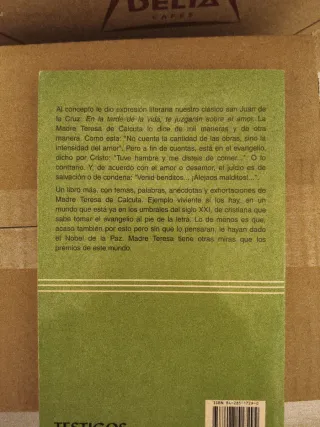 DELTA
CAFES
Al concepto le dio expresión literaria nuestro clásico san Juan de
la Cruz: En la tarde de la vida, te juzgarán sobre el amor. La
Madre Teresa de Calcuta lo dice de mil maneras y de otra
manera. Como ésta: "No cuenta la cantidad de las obras, sino la
intensidad del amor". Pero a fin de cuentas, está en el evangelio,
dicho por Cristo: "Tuve hambre y me disteis de comer...". O lo
contrario. Y, de acuerdo con el amor o desamor, el juicio es
de salvación o de condena: "Venid benditos... ¡Alejaos malditos!...".
Un libro más, con temas, palabras, anécdotas y exhortaciones de
Madre Teresa de Calcuta. Ejemplo viviente si los hay, en un
mundo que está ya en los umbrales del siglo XXI, de cristiana que
sabe tomar el evangelio al pie de la letra. Lo de menos es que,
acaso también por esto pero sin que lo pensaran, le hayan dado
el Nobel de la Paz. Madre Teresa tiene otras miras que los
premios de este mundo.
TESTIGOS